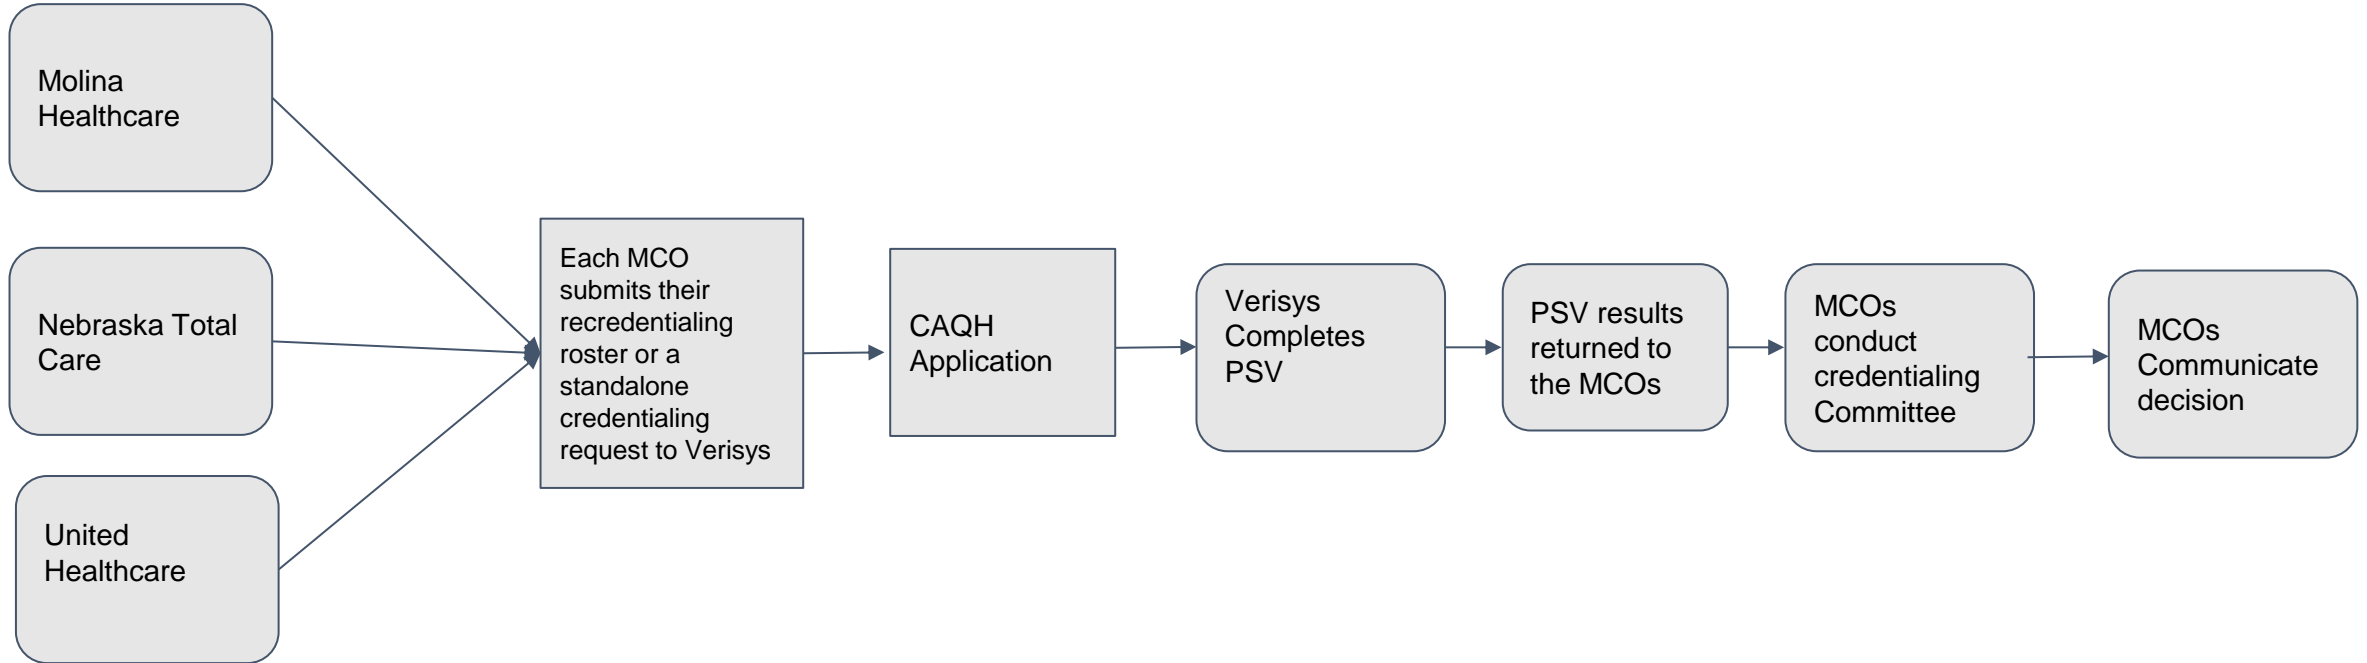 Molina
Healthcare
Nebraska Total
Care
United
Healthcare
Each MCO
submits their
recredentialing
roster or a
standalone
credentialing
request to Verisys
CAQH
Application
Verisys
Completes
PSV
PSV results
returned to
the MCOs
MCOs
conduct
credentialing
Committee
MCOs
Communicate
decision